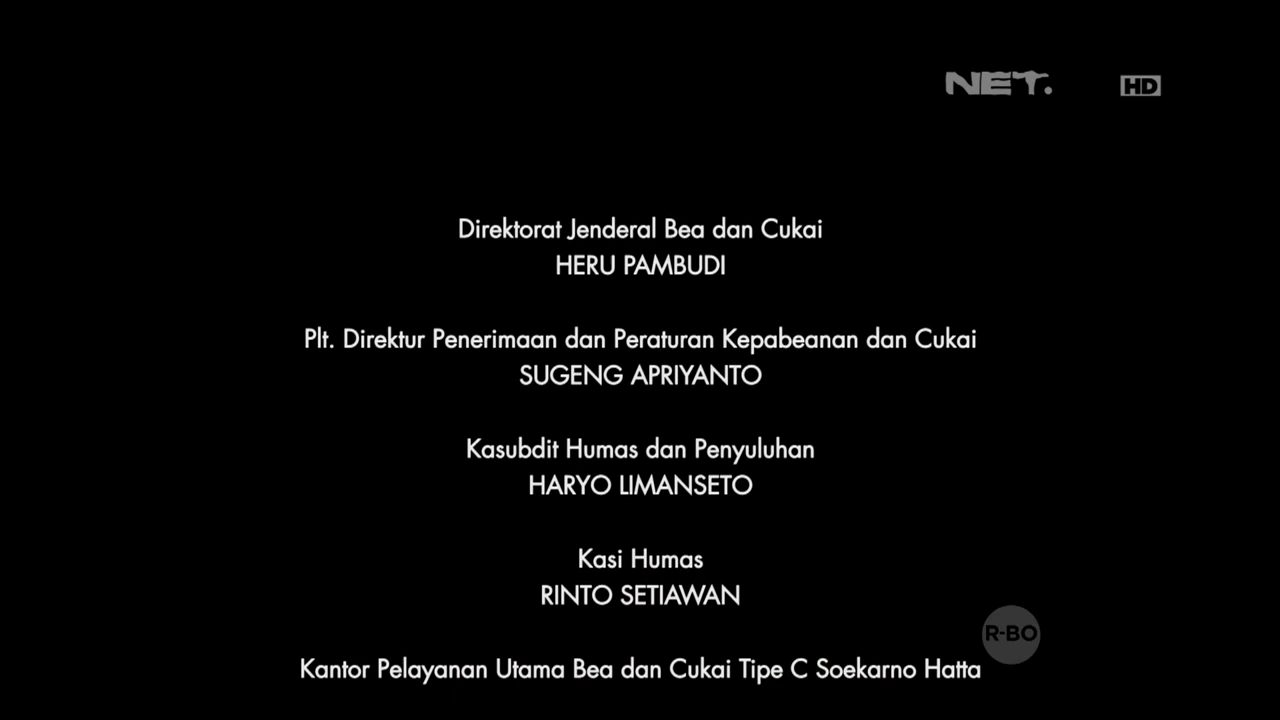 NET.
HD
Direktorat Jenderal Bea dan Cukai
HERU PAMBUDI
Plt. Direktur Penerimaan dan Peraturan Kepabeanan dan Cukai
SUGENG APRIYANTO
Kasubdit Humas dan Penyuluhan
HARYO LIMANSETO
Kasi Humas
RINTO SETIAWAN
R-BO
Kantor Pelayanan Utama Bea dan Cukai Tipe C Soekarno Hatta